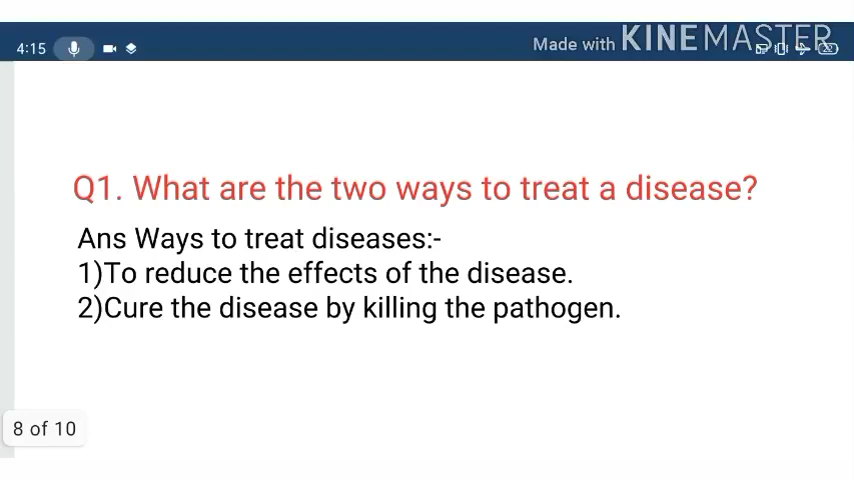 4:15
Made with KINEMASTER
Q1. What are the two ways to treat a disease?
Ans Ways to treat diseases:-
1)To reduce the effects of the disease.
2)Cure the disease by killing the pathogen.
8 of 10